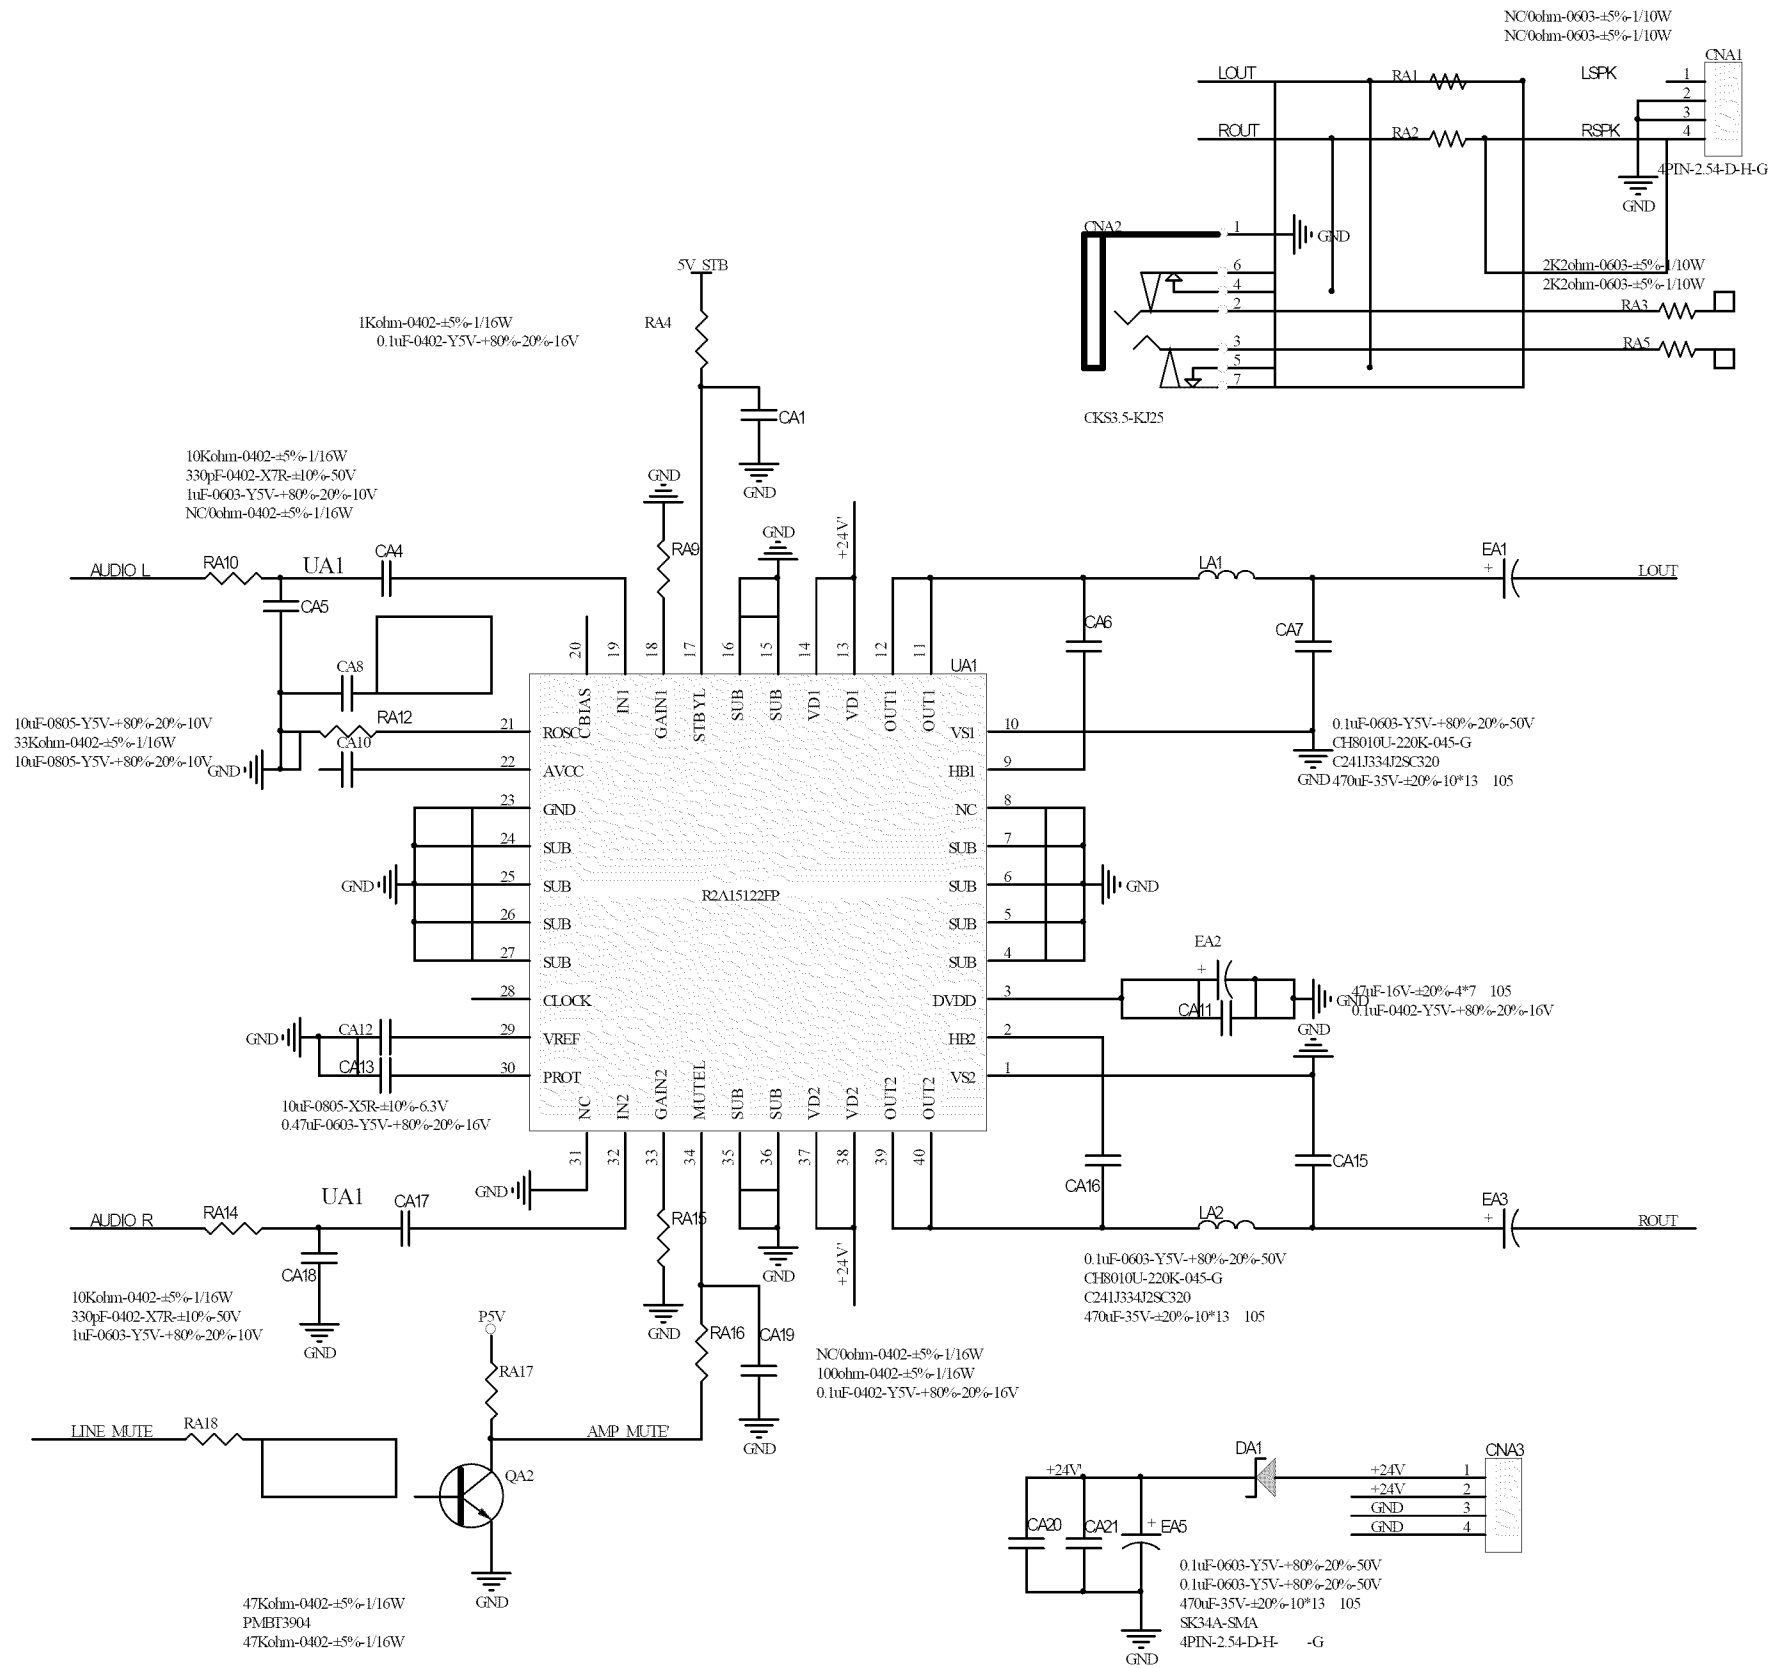 NC/0ohm-0603-±5%-1/10W
NC/0ohm-0603-±5%-1/10W
CNA1
LOUT
RA1
LSPK
1
2
3
4
ROUT
RA2
RSPK
4PIN-2.54-D-H-G
GND
CNA2
1
GND
6
4
2
3
5
7
2K2ohm-0603-±5%-1/10W
2K2ohm-0603-±5%-1/10W
RA3
RA5
CKS3.5-KJ25
5V_STB
1Kohm-0402-±5%-1/16W
0.1uF-0402-Y5V-+80%-20%-16V
RA4
CA1
GND
10Kohm-0402-±5%-1/16W
330pF-0402-X7R-±10%-50V
1uF-0603-Y5V-+80%-20%-10V
NC/0ohm-0402-±5%-1/16W
GND
RA9
GND
+24V'
AUDIO_L
RA10
UA1
CA4
CA5
CA8
LA1
EA1
+
LOUT
CA6
CA7
20
19
18
17
16
15
14
13
12
11
UA1
CBIAS
IN1
GAIN1
STBYL
SUB
SUB
VD1
VD1
OUT1
OUT1
10uF-0805-Y5V-+80%-20%-10V
33Kohm-0402-±5%-1/16W
10uF-0805-Y5V-+80%-20%-10V
GND
RA12
CA10
21
ROSC
22
AVCC
23
GND
24
SUB
25
SUB
26
SUB
27
SUB
28
CLOCK
29
VREF
30
PROT
GND
R2A15122FP
VS1
10
HB1
9
NC
8
SUB
7
SUB
6
SUB
5
SUB
4
DVDD
3
HB2
2
VS2
1
GND
0.1uF-0603-Y5V-+80%-20%-50V
CH8010U-220K-045-G
C241J334J2SC320
470uF-35V-±20%-10*13 105
GND
EA2
+
CA11
GND
47uF-16V-±20%-4*7 105
0.1uF-0402-Y5V-+80%-20%-16V
GND
GND
CA12
CA13
10uF-0805-X5R-±10%-6.3V
0.47uF-0603-Y5V-+80%-20%-16V
NC
IN2
GAIN2
MUTEL
SUB
SUB
VD2
VD2
OUT2
OUT2
31
32
33
34
35
36
37
38
39
40
GND
CA16
CA15
AUDIO_R
RA14
UA1
CA17
CA18
RA15
GND
+24V'
LA2
EA3
+
ROUT
10Kohm-0402-±5%-1/16W
330pF-0402-X7R-±10%-50V
1uF-0603-Y5V-+80%-20%-10V
GND
GND
RA16
CA19
GND
0.1uF-0603-Y5V-+80%-20%-50V
CH8010U-220K-045-G
C241J334J2SC320
470uF-35V-±20%-10*13 105
P5V
RA17
NC/0ohm-0402-±5%-1/16W
100ohm-0402-±5%-1/16W
0.1uF-0402-Y5V-+80%-20%-16V
LINE_MUTE
RA18
AMP_MUTE'
QA2
GND
47Kohm-0402-±5%-1/16W
PMBT3904
47Kohm-0402-±5%-1/16W
+24V'
DA1
CNA3
+24V
1
+24V
2
GND
3
GND
4
CA20
CA21
+
EA5
GND
0.1uF-0603-Y5V-+80%-20%-50V
0.1uF-0603-Y5V-+80%-20%-50V
470uF-35V-±20%-10*13 105
SK34A-SMA
4PIN-2.54-D-H- -G